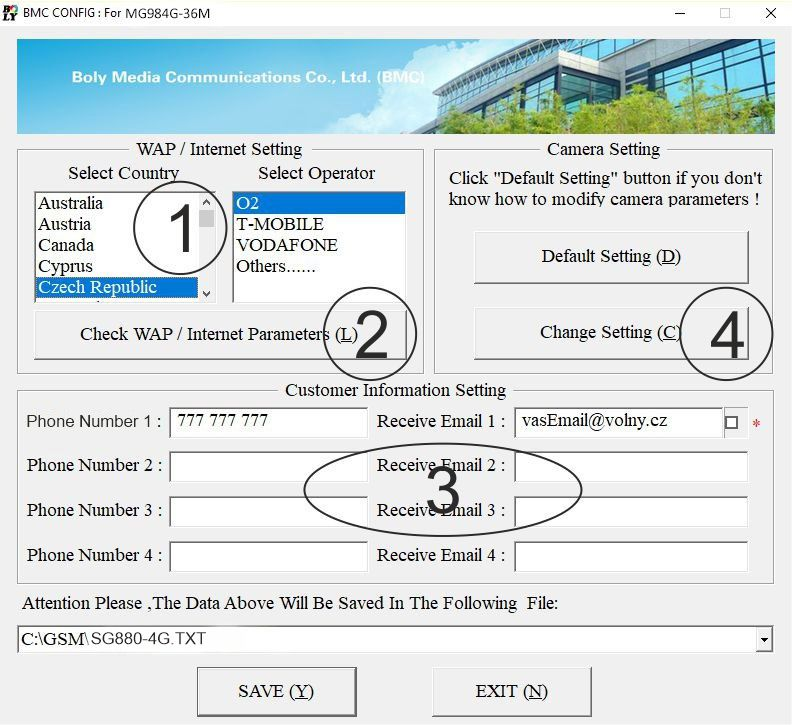 BOLY BMC CONFIG : For MG984G-36M
Boly Media Communications Co., Ltd. (BMC)
WAP / Internet Setting
Select Country
Select Operator
Australia
Austria
Canada
Cyprus
Czech Republic
1
O2
T-MOBILE
VODAFONE
Others......
Check WAP / Internet Parameters (L)
2
Camera Setting
Click "Default Setting" button if you don't
know how to modify camera parameters !
Default Setting (D)
Change Setting (C)
4
Customer Information Setting
Phone Number 1 : 777 777 777 Receive Email 1 : vasEmail@volny.cz *
Phone Number 2 : Receive Email 2 :
3
Phone Number 3 : Receive Email 3 :
Phone Number 4 : Receive Email 4 :
Attention Please ,The Data Above Will Be Saved In The Following File:
C:\GSM\SG880-4G.TXT
SAVE (Y)
EXIT (N)